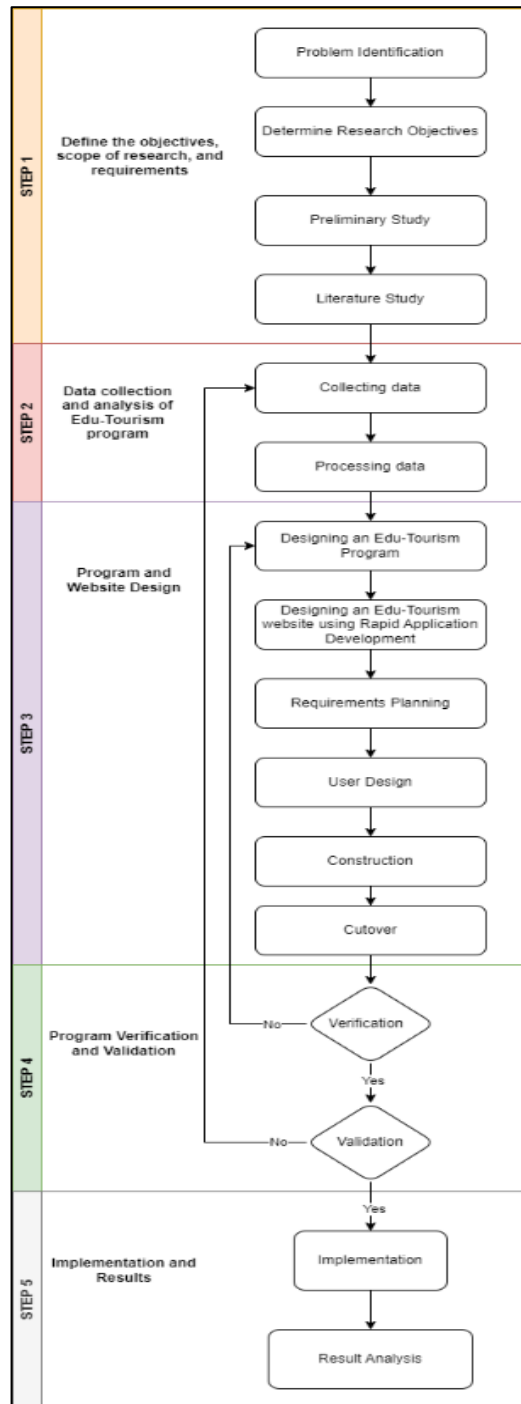 STEP 1
Define the objectives,
scope of research, and
requirements
Problem Identification
Determine Research Objectives
Preliminary Study
Literature Study
STEP 2
Data collection
and analysis of
Edu-Tourism
program
Collecting data
Processing data
STEP 3
Program and
Website Design
Designing an Edu-Tourism
Program
Designing an Edu-Tourism
website using Rapid Application
Development
Requirements Planning
User Design
Construction
Cutover
STEP 4
Program Verification
and Validation
Verification
No
Yes
Validation
No
Yes
STEP 5
Implementation and
Results
Implementation
Result Analysis